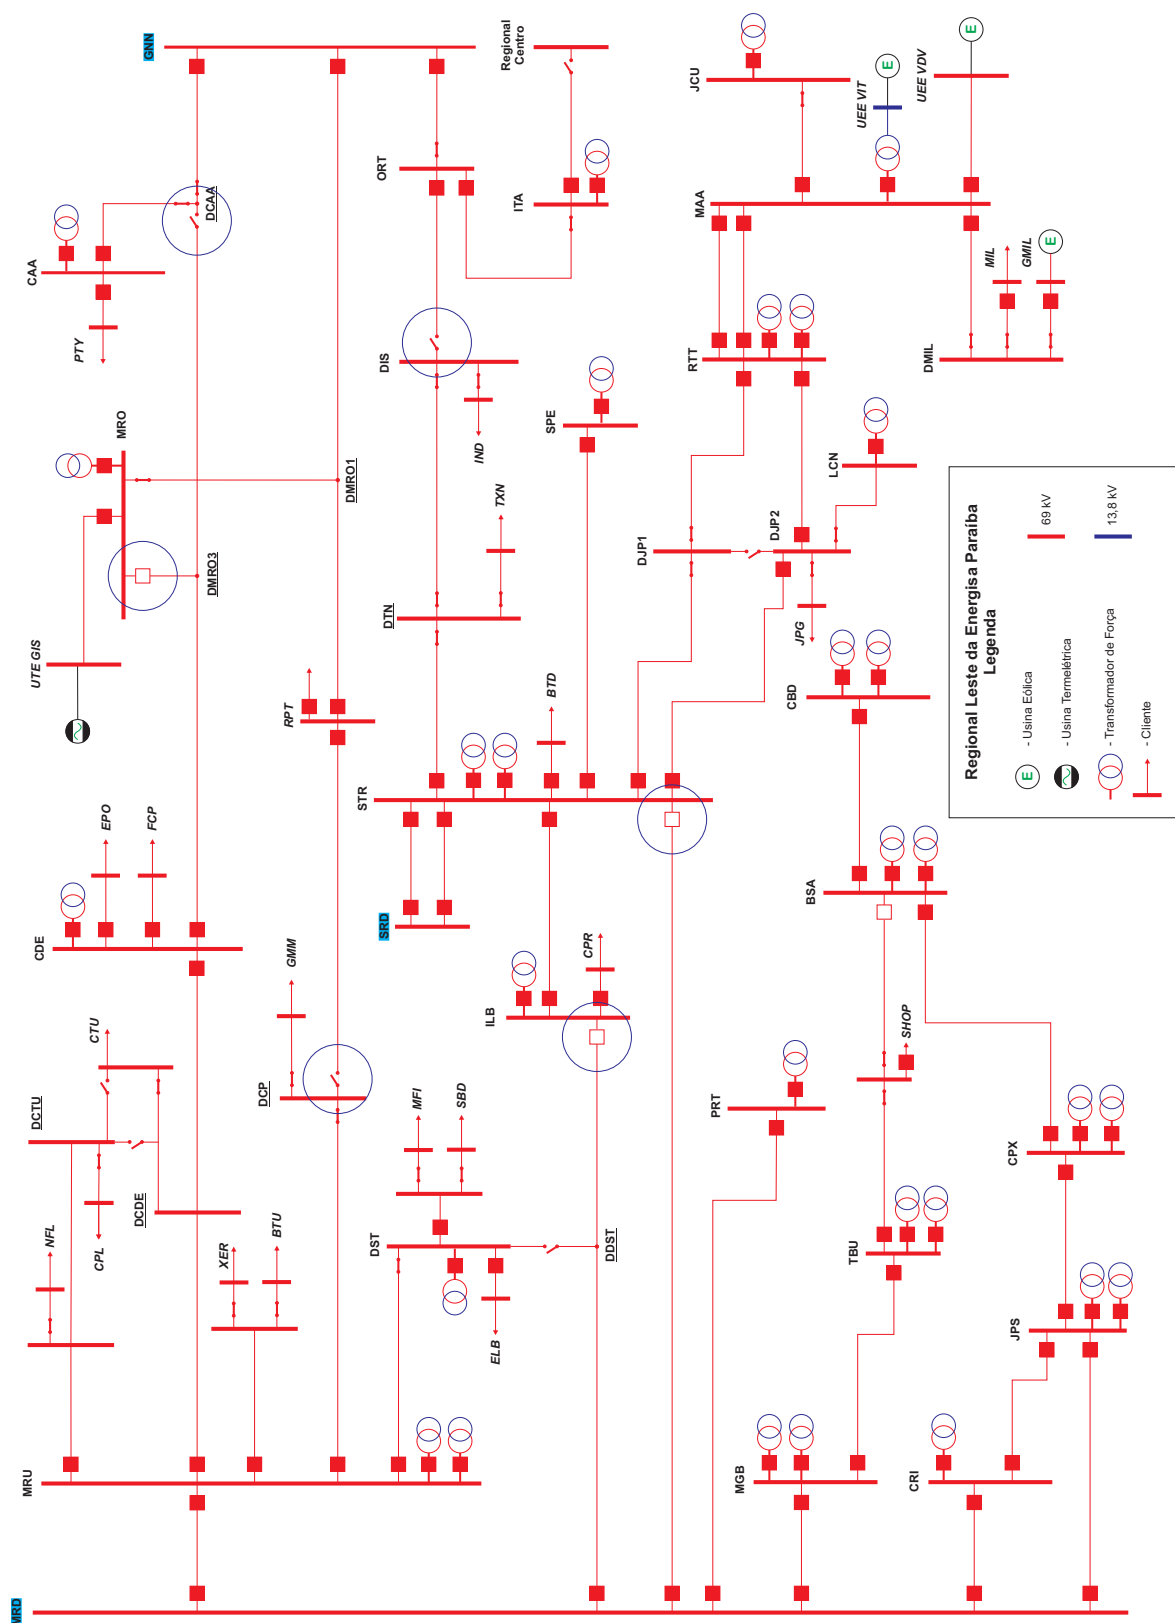 MRD
MRU
NFL
DCTU
CTU
CPL
DCDE
XER
BTU
CDE
EPO
FCP
UTE GIS
MRO
DMRO3
DMRO1
CAA
PTY
DCAA
GNN
GMM
DCP
RPT
DST
MFI
SBD
ELB
DDST
SRD
STR
ILB
CPR
BTD
DTN
TXN
DIS
IND
ORT
ITA
Regional
Centro
SPE
DJP1
DJP2
JPG
LCN
RTT
MAA
JCU
UEE VIT
E
UEE VDV
E
DMIL
MIL
GMIL
E
PRT
MGB
TBU
SHOP
BSA
CBD
CRI
JPS
CPX
Regional Leste da Energisa Paraíba
Legenda
E - Usina Eólica
- Usina Termelétrica
- Transformador de Força
- Cliente
69 kV
13,8 kV